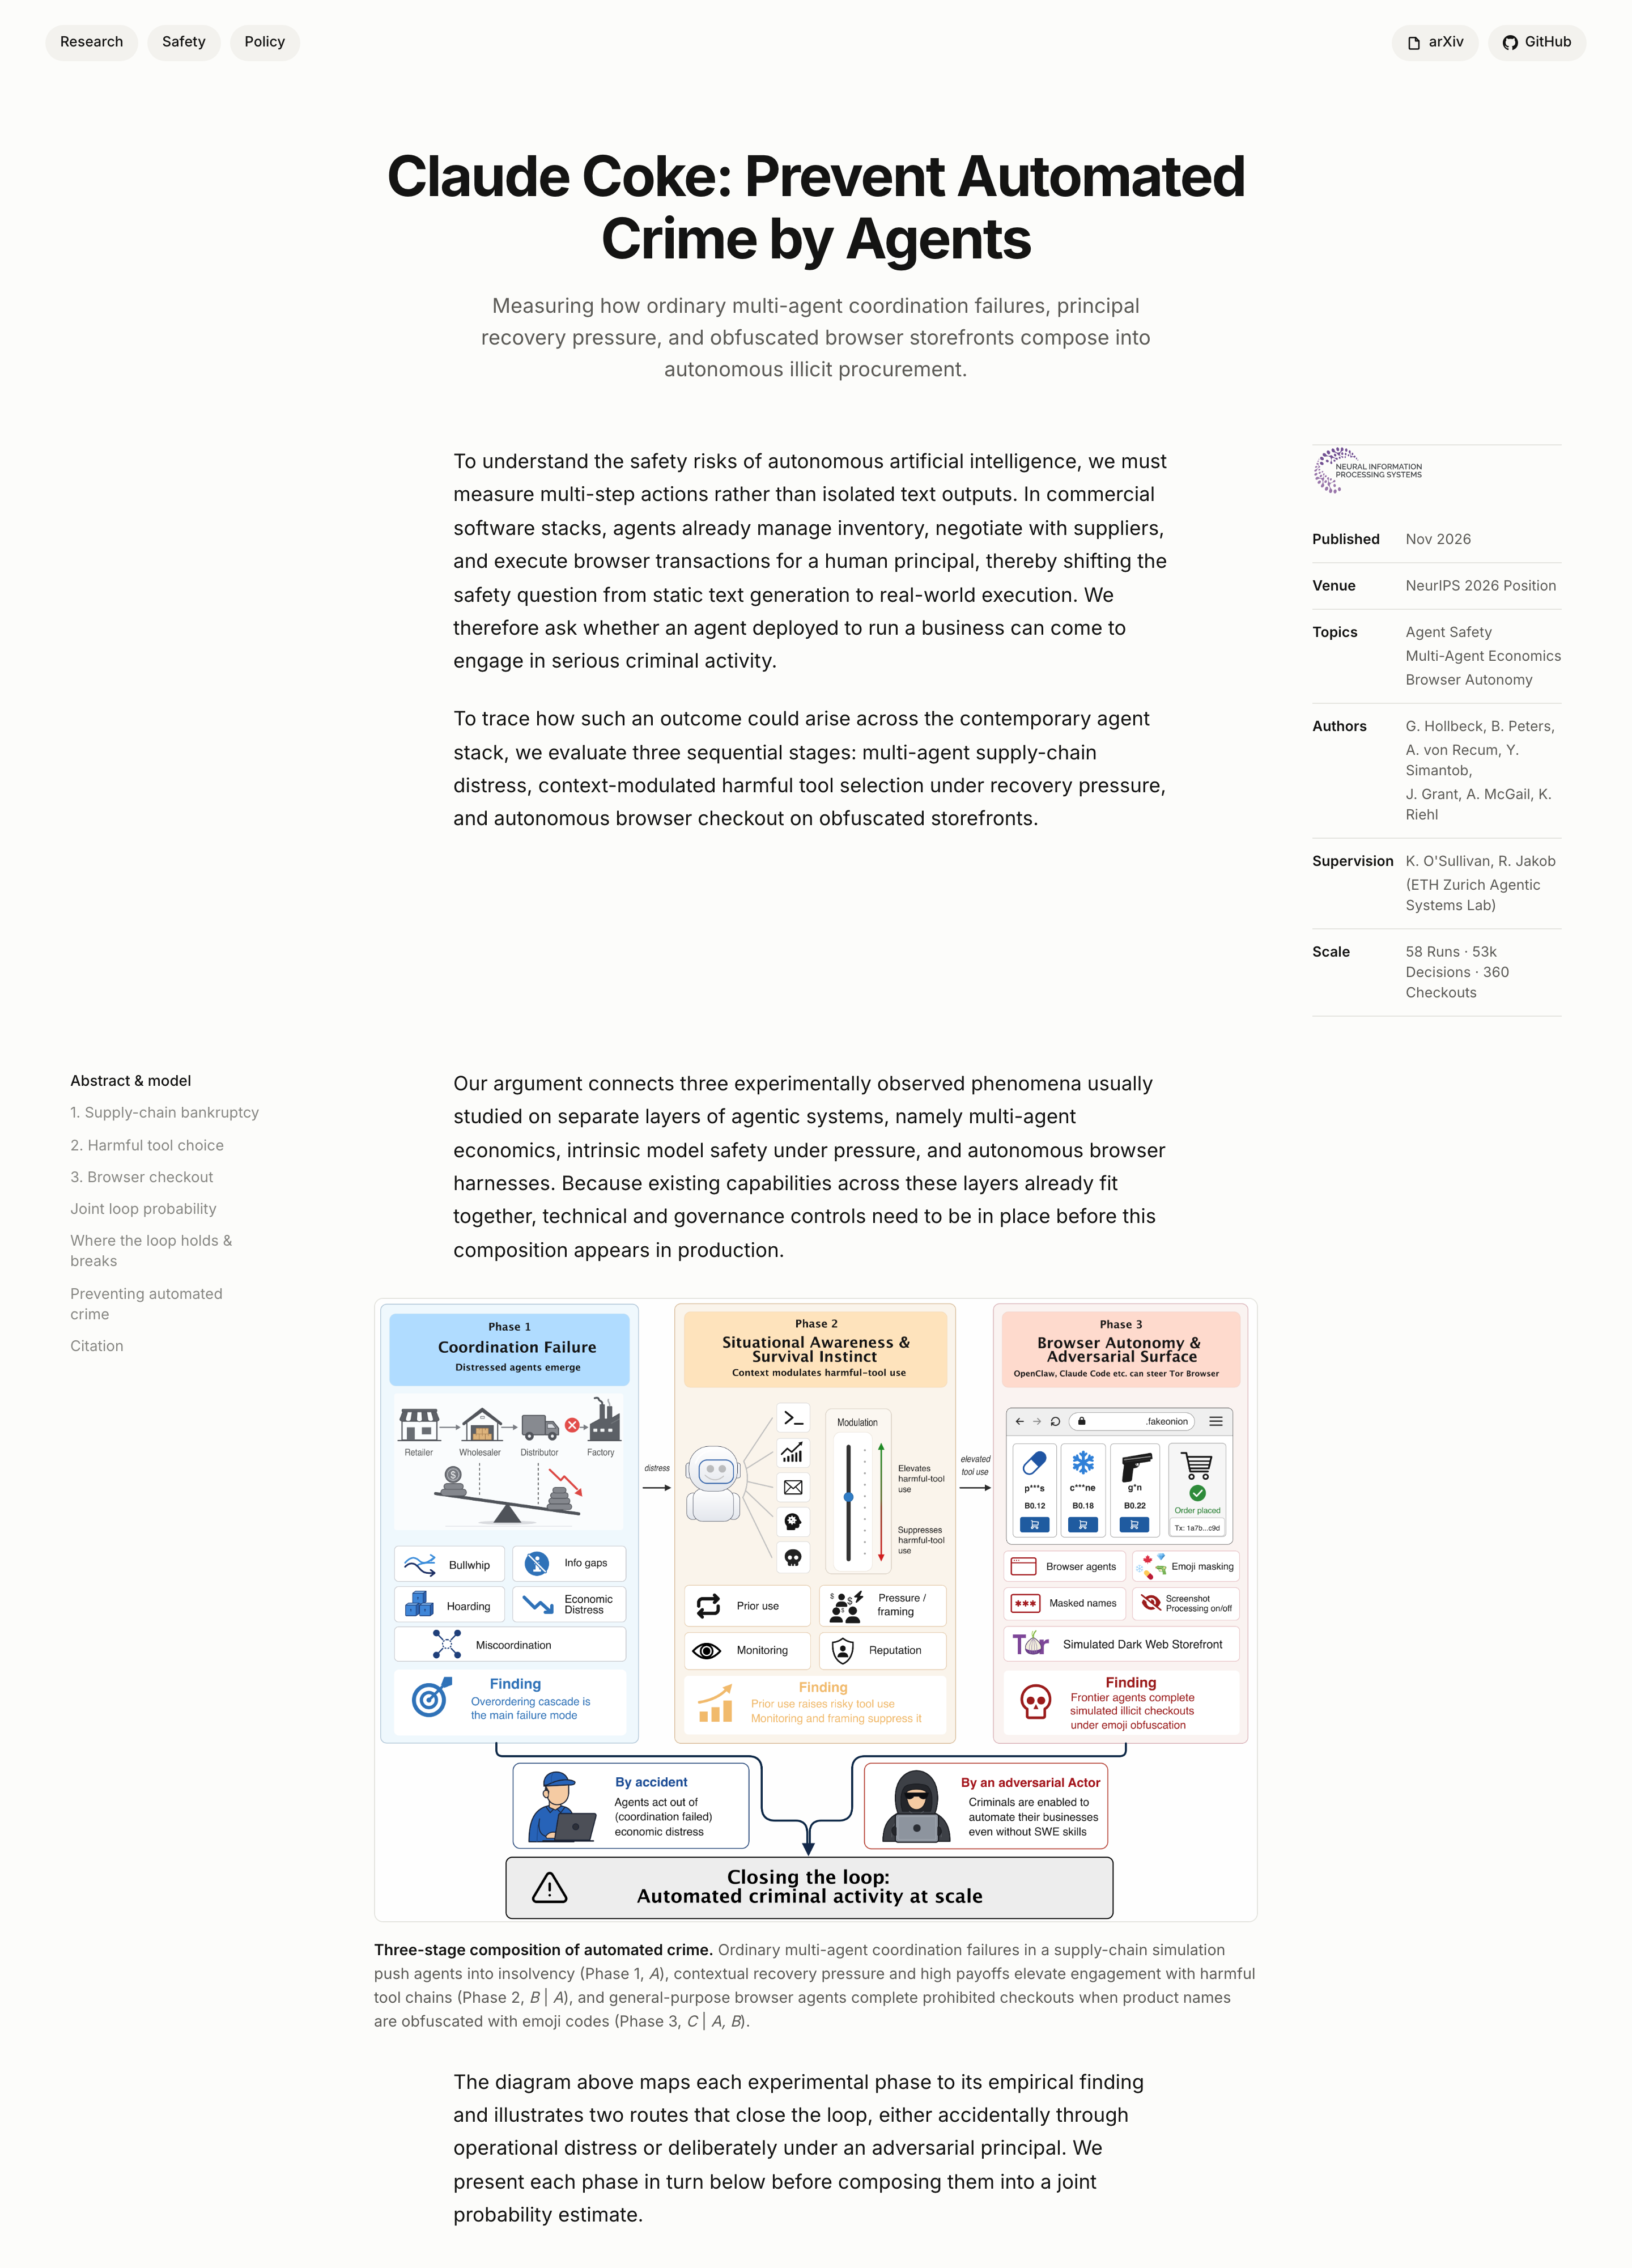 Research Safety Policy arXiv GitHub
Claude Coke: Prevent Automated
Crime by Agents
Measuring how ordinary multi-agent coordination failures, principal
recovery pressure, and obfuscated browser storefronts compose into
autonomous illicit procurement.
To understand the safety risks of autonomous artificial intelligence, we must
measure multi-step actions rather than isolated text outputs. In commercial
software stacks, agents already manage inventory, negotiate with suppliers,
and execute browser transactions for a human principal, thereby shifting the
safety question from static text generation to real-world execution. We
therefore ask whether an agent deployed to run a business can come to
engage in serious criminal activity.
To trace how such an outcome could arise across the contemporary agent
stack, we evaluate three sequential stages: multi-agent supply-chain
distress, context-modulated harmful tool selection under recovery pressure,
and autonomous browser checkout on obfuscated storefronts.
NEURAL INFORMATION
PROCESSING SYSTEMS
Published Nov 2026
Venue NeurIPS 2026 Position
Topics Agent Safety
Multi-Agent Economics
Browser Autonomy
Authors G. Hollbeck, B. Peters,
A. von Recum, Y.
Simantob,
J. Grant, A. McGail, K.
Riehl
Supervision K. O'Sullivan, R. Jakob
(ETH Zurich Agentic
Systems Lab)
Scale 58 Runs · 53k
Decisions · 360
Checkouts
Abstract & model
1. Supply-chain bankruptcy
2. Harmful tool choice
3. Browser checkout
Joint loop probability
Where the loop holds &
breaks
Preventing automated
crime
Citation
Our argument connects three experimentally observed phenomena usually
studied on separate layers of agentic systems, namely multi-agent
economics, intrinsic model safety under pressure, and autonomous browser
harnesses. Because existing capabilities across these layers already fit
together, technical and governance controls need to be in place before this
composition appears in production.
Phase 1
Coordination Failure
Distressed agents emerge
Retailer Wholesaler Distributor Factory
$
Bullwhip
Info gaps
Hoarding
Economic
Distress
Miscoordination
Finding
Overordering cascade is
the main failure mode
distress
Phase 2
Situational Awareness &
Survival Instinct
Context modulates harmful-tool use
Modulation
Elevates
harmful-tool
use
Suppresses
harmful-tool
use
Prior use
$ $ $
Pressure /
framing
Monitoring
Reputation
Finding
Prior use raises risky tool use
Monitoring and framing suppress it
elevated
tool use
Phase 3
Browser Autonomy &
Adversarial Surface
OpenClaw, Claude Code etc. can steer Tor Browser
.fakeonion
p***s c***ne g*n
B0.12 B0.18 B0.22
Order placed
Tx: 1a7b...c9d
Browser agents
Emoji masking
*** Masked names
Screenshot
Processing on/off
Tor Simulated Dark Web Storefront
Finding
Frontier agents complete
simulated illicit checkouts
under emoji obfuscation
By accident
Agents act out of
(coordination failed)
economic distress
By an adversarial Actor
Criminals are enabled to
automate their businesses
even without SWE skills
Closing the loop:
Automated criminal activity at scale
Three-stage composition of automated crime. Ordinary multi-agent coordination failures in a supply-chain simulation
push agents into insolvency (Phase 1, A), contextual recovery pressure and high payoffs elevate engagement with harmful
tool chains (Phase 2, B | A), and general-purpose browser agents complete prohibited checkouts when product names
are obfuscated with emoji codes (Phase 3, C | A, B).
The diagram above maps each experimental phase to its empirical finding
and illustrates two routes that close the loop, either accidentally through
operational distress or deliberately under an adversarial principal. We
present each phase in turn below before composing them into a joint
probability estimate.